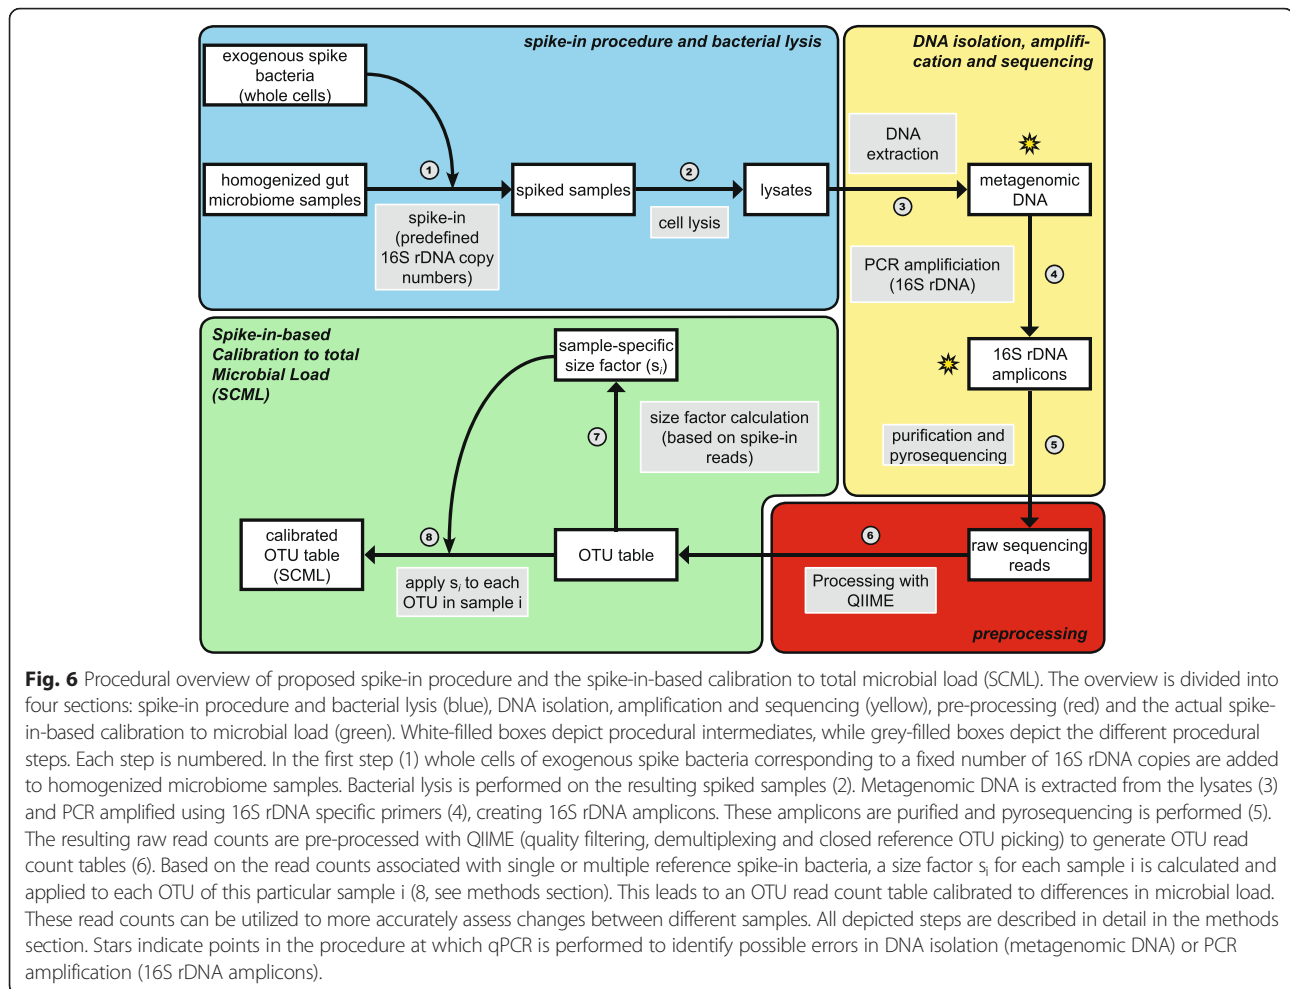 spike-in procedure and bacterial lysis
exogenous spike
bacteria
(whole cells)
homogenized gut
microbiome samples
1
spike-in
(predefined
16S rDNA copy
numbers)
spiked samples
2
cell lysis
lysates
DNA isolation, amplifi-
cation and sequencing
DNA
extraction
3
metagenomic
DNA
PCR amplificiation
(16S rDNA)
4
16S rDNA
amplicons
purification and
pyrosequencing
5
raw sequencing
reads
6
Processing with
QIIME
preprocessing
Spike-in-based
Calibration to total
Microbial Load
(SCML)
sample-specific
size factor (si)
7
size factor calculation
(based on spike-in
reads)
OTU table
8
apply si to each
OTU in sample i
calibrated
OTU table
(SCML)
Fig. 6 Procedural overview of proposed spike-in procedure and the spike-in-based calibration to total microbial load (SCML). The overview is divided into
four sections: spike-in procedure and bacterial lysis (blue), DNA isolation, amplification and sequencing (yellow), pre-processing (red) and the actual spike-
in-based calibration to microbial load (green). White-filled boxes depict procedural intermediates, while grey-filled boxes depict the different procedural
steps. Each step is numbered. In the first step (1) whole cells of exogenous spike bacteria corresponding to a fixed number of 16S rDNA copies are added
to homogenized microbiome samples. Bacterial lysis is performed on the resulting spiked samples (2). Metagenomic DNA is extracted from the lysates (3)
and PCR amplified using 16S rDNA specific primers (4), creating 16S rDNA amplicons. These amplicons are purified and pyrosequencing is performed (5).
The resulting raw read counts are pre-processed with QIIME (quality filtering, demultiplexing and closed reference OTU picking) to generate OTU read
count tables (6). Based on the read counts associated with single or multiple reference spike-in bacteria, a size factor si for each sample i is calculated and
applied to each OTU of this particular sample i (8, see methods section). This leads to an OTU read count table calibrated to differences in microbial load.
These read counts can be utilized to more accurately assess changes between different samples. All depicted steps are described in detail in the methods
section. Stars indicate points in the procedure at which qPCR is performed to identify possible errors in DNA isolation (metagenomic DNA) or PCR
amplification (16S rDNA amplicons).